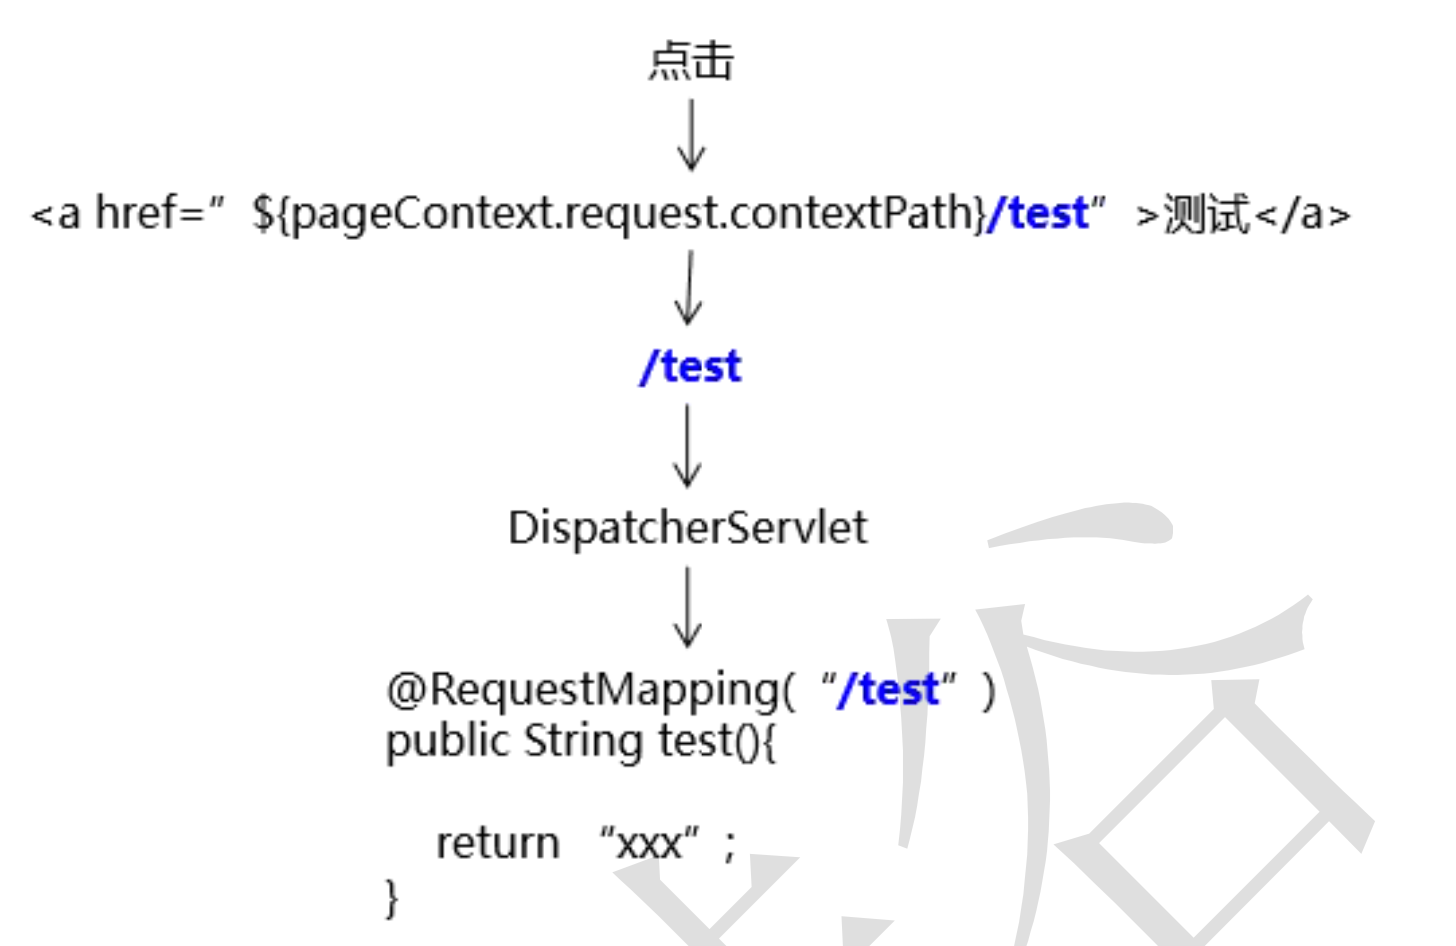 点击
<a href=“ ${pageContext.request.contextPath}/test” >测试</a>
/test
DispatcherServlet
@RequestMapping( “/test” )
public String test(){
return “xxx” ;
}